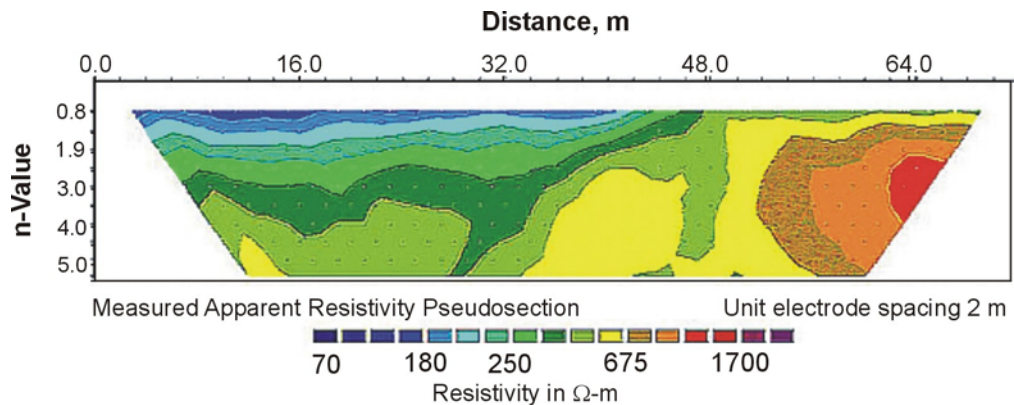 Distance, m
0.0 16.0 32.0 48.0 64.0
n-Value
0.8
1.9
3.0
4.0
5.0
Measured Apparent Resistivity Pseudosection Unit electrode spacing 2 m
70 180 250 675 1700
Resistivity in Ω-m